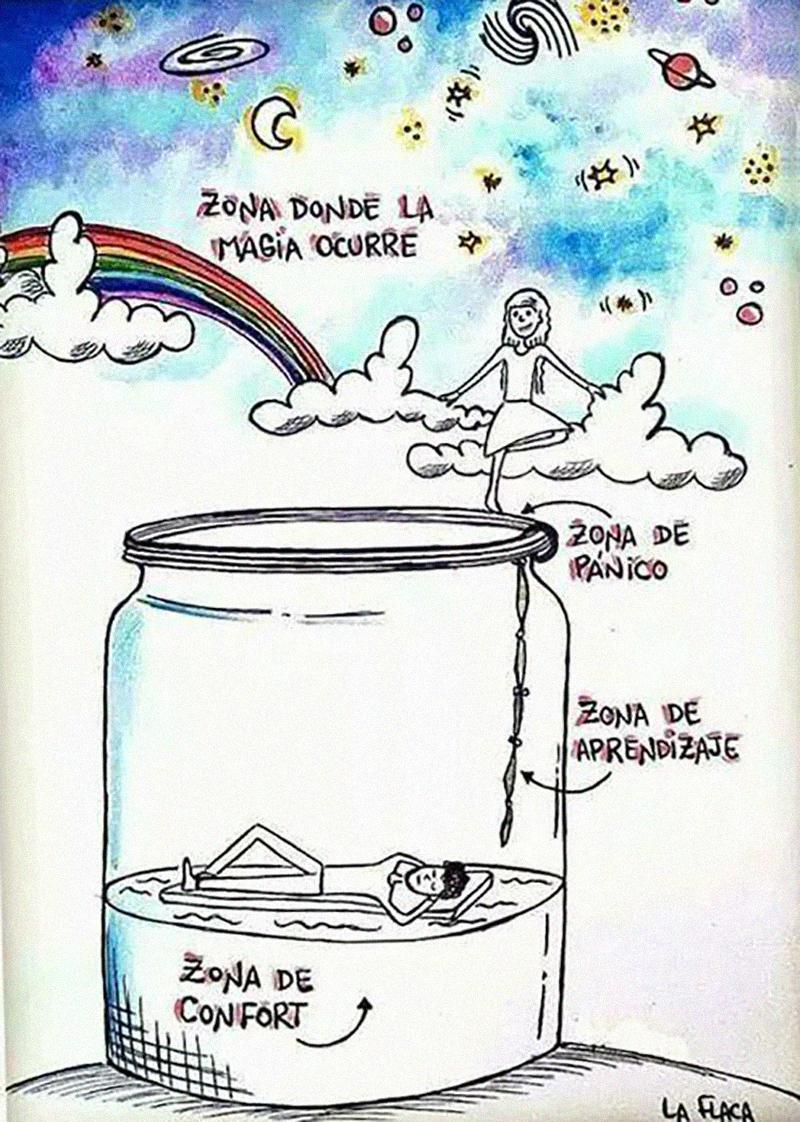 ZONA DONDE LA
MAGIA OCURRE
ZONA DE
PÁNICO
ZONA DE
APRENDIZAJE
ZONA DE
CONFORT
LA FLACA